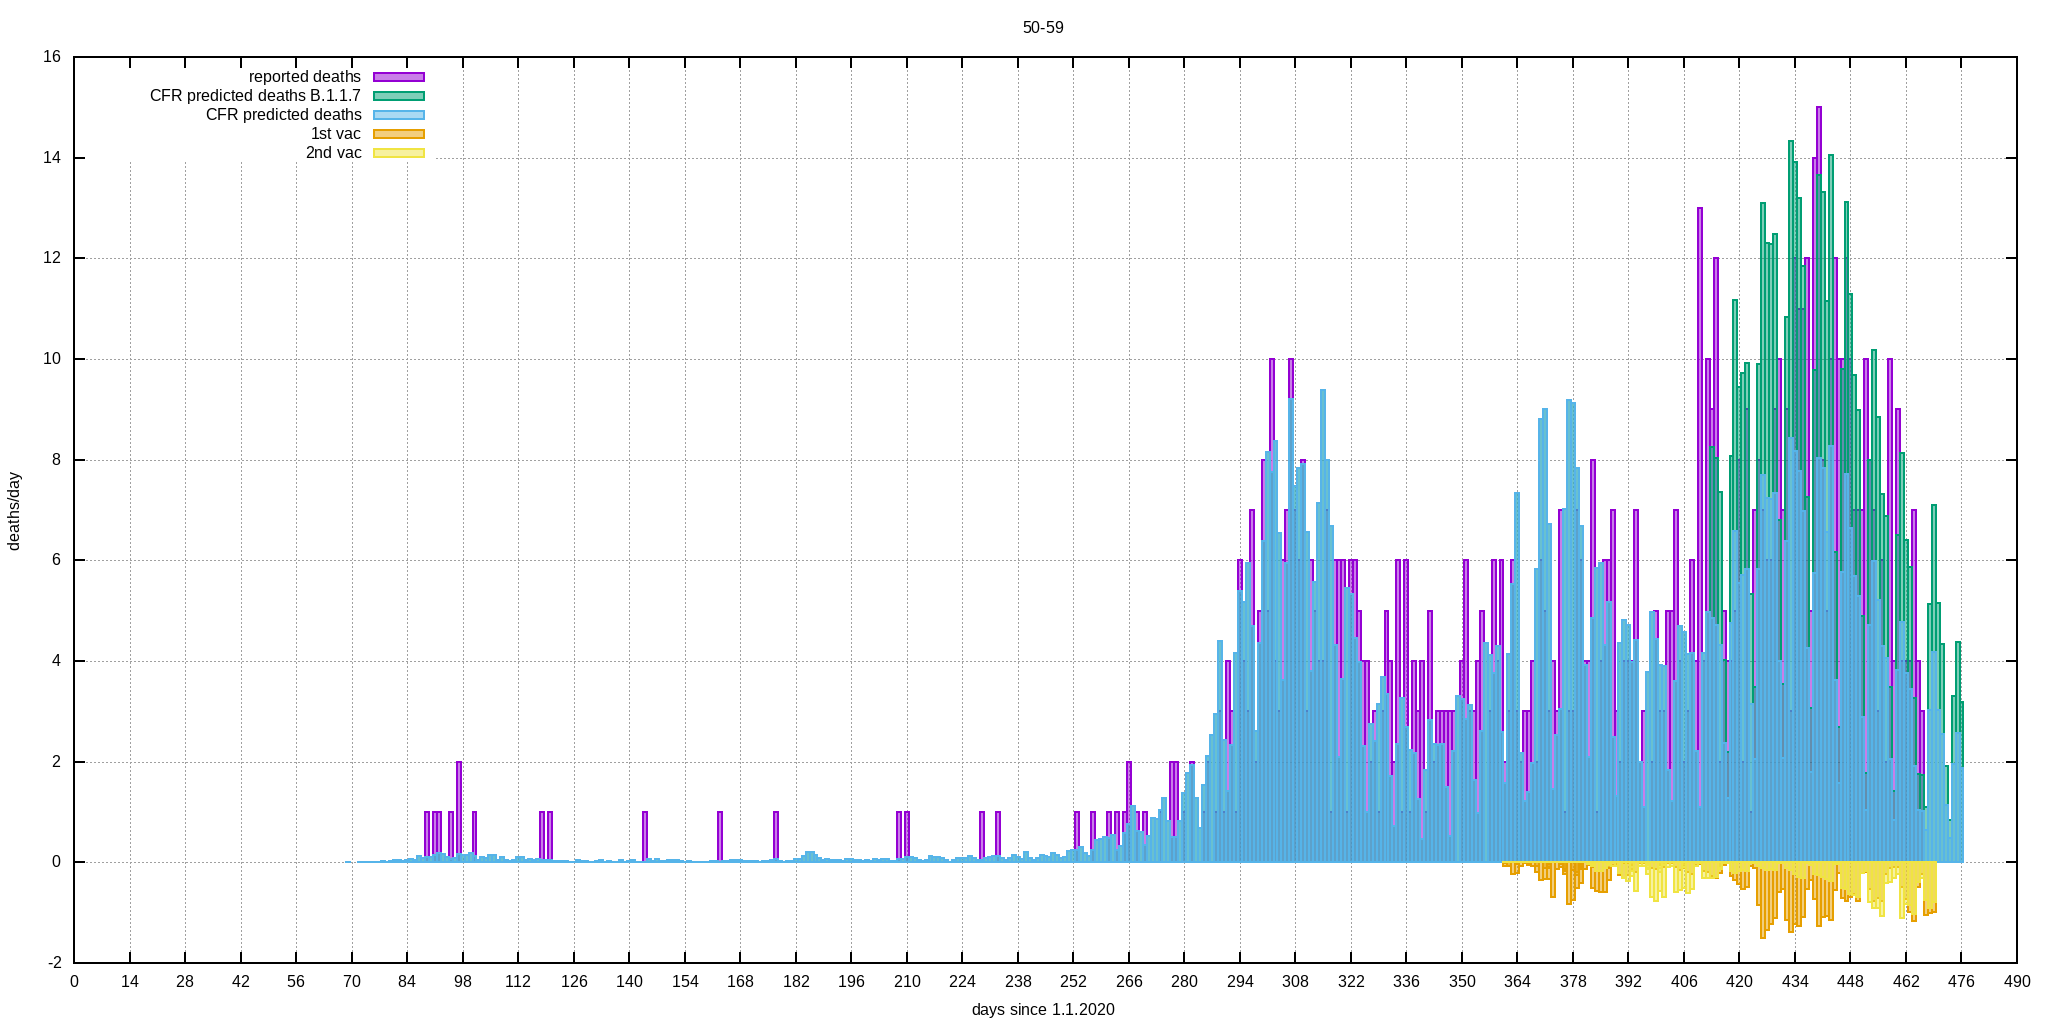 50-59
reported deaths
CFR predicted deaths B.1.1.7
CFR predicted deaths
1st vac
2nd vac
16
14
12
10
8
6
4
2
0
-2
deaths/day
0 14 28 42 56 70 84 98 112 126 140 154 168 182 196 210 224 238 252 266 280 294 308 322 336 350 364 378 392 406 420 434 448 462 476 490
days since 1.1.2020